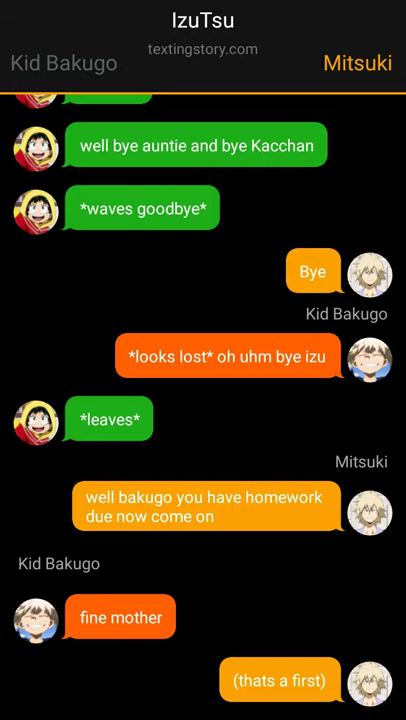 IzuTsu
textingstory.com
Kid Bakugo
Mitsuki
well bye auntie and bye Kacchan
*waves goodbye*
Bye
Kid Bakugo
*looks lost* oh uhm bye izu
*leaves*
Mitsuki
well bakugo you have homework
due now come on
Kid Bakugo
fine mother
(thats a first)